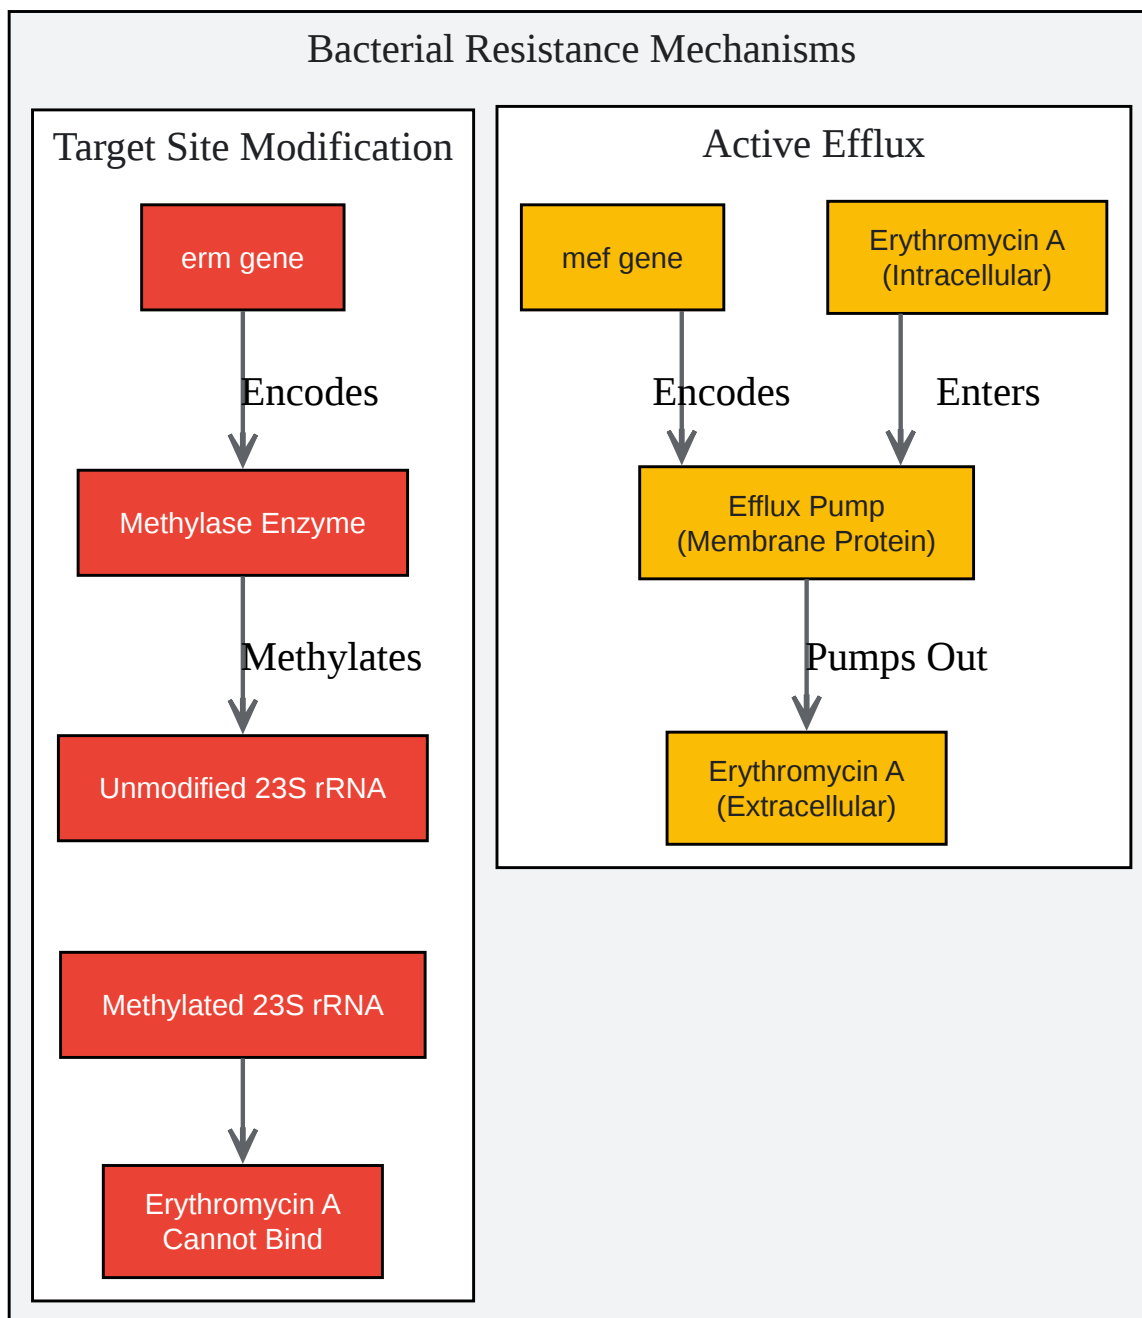 Bacterial Resistance Mechanisms
Target Site Modification
erm gene
Encodes
Methylase Enzyme
Methylates
Unmodified 23S rRNA
Methylated 23S rRNA
Erythromycin A
Cannot Bind
Active Efflux
mef gene
Erythromycin A
(Intracellular)
Encodes
Enters
Efflux Pump
(Membrane Protein)
Pumps Out
Erythromycin A
(Extracellular)